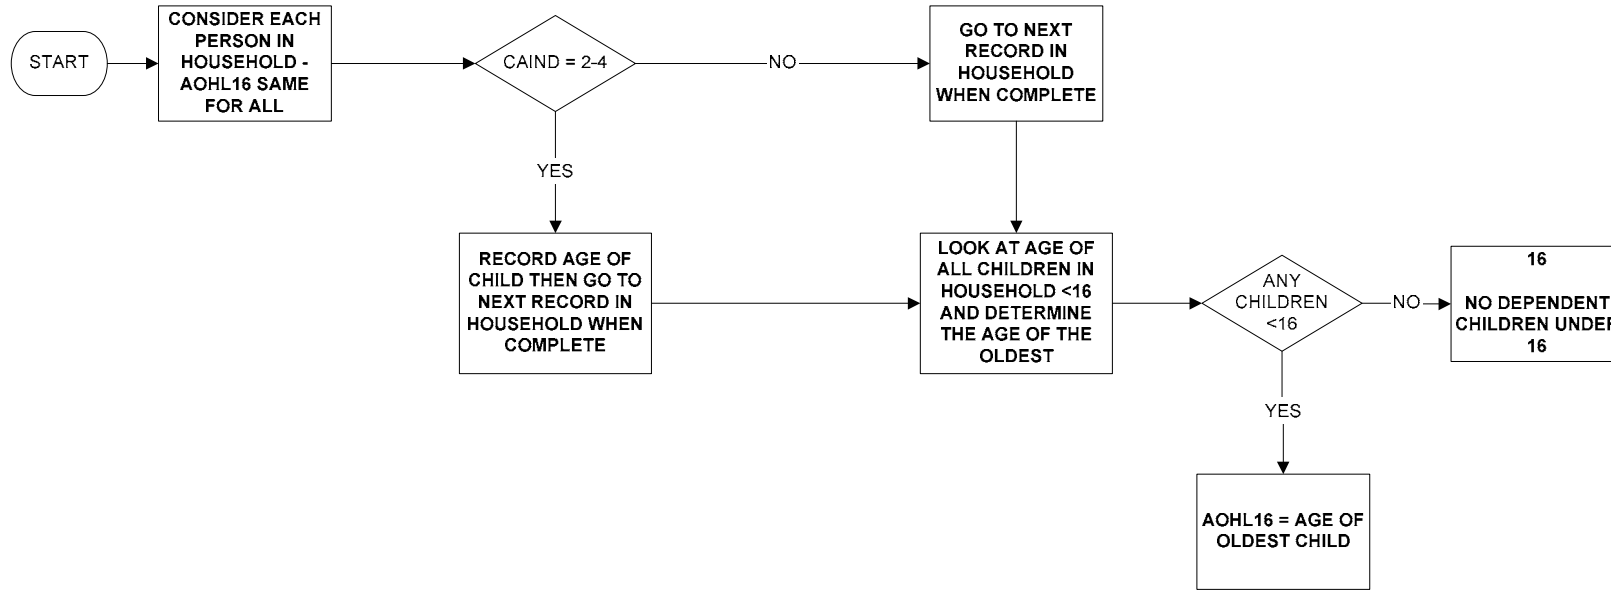 START
CONSIDER EACH
PERSON IN
HOUSEHOLD -
AOHL16 SAME
FOR ALL
CAIND = 2-4
NO
GO TO NEXT
RECORD IN
HOUSEHOLD
WHEN COMPLETE
YES
RECORD AGE OF
CHILD THEN GO TO
NEXT RECORD IN
HOUSEHOLD WHEN
COMPLETE
LOOK AT AGE OF
ALL CHILDREN IN
HOUSEHOLD <16
AND DETERMINE
THE AGE OF THE
OLDEST
ANY
CHILDREN
<16
NO
16
NO DEPENDENT
CHILDREN UNDER
16
YES
AOHL16 = AGE OF
OLDEST CHILD